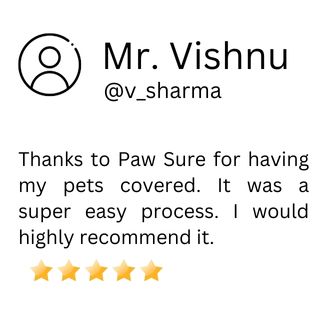 Mr. Vishnu
@v_sharma
Thanks to Paw Sure for having
my pets covered. It was a
super easy process. I would
highly recommend it.